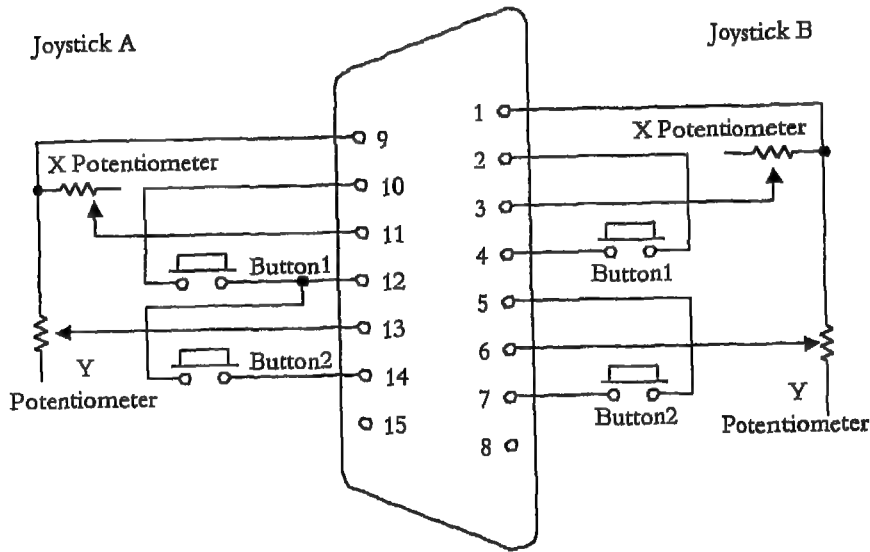 Joystick A
Joystick B
9
X Potentiometer
10
11
Button1
12
13
Y
Potentiometer
Button2
14
15
1
X Potentiometer
2
3
4
Button1
5
6
Y
Potentiometer
7
Button2
8